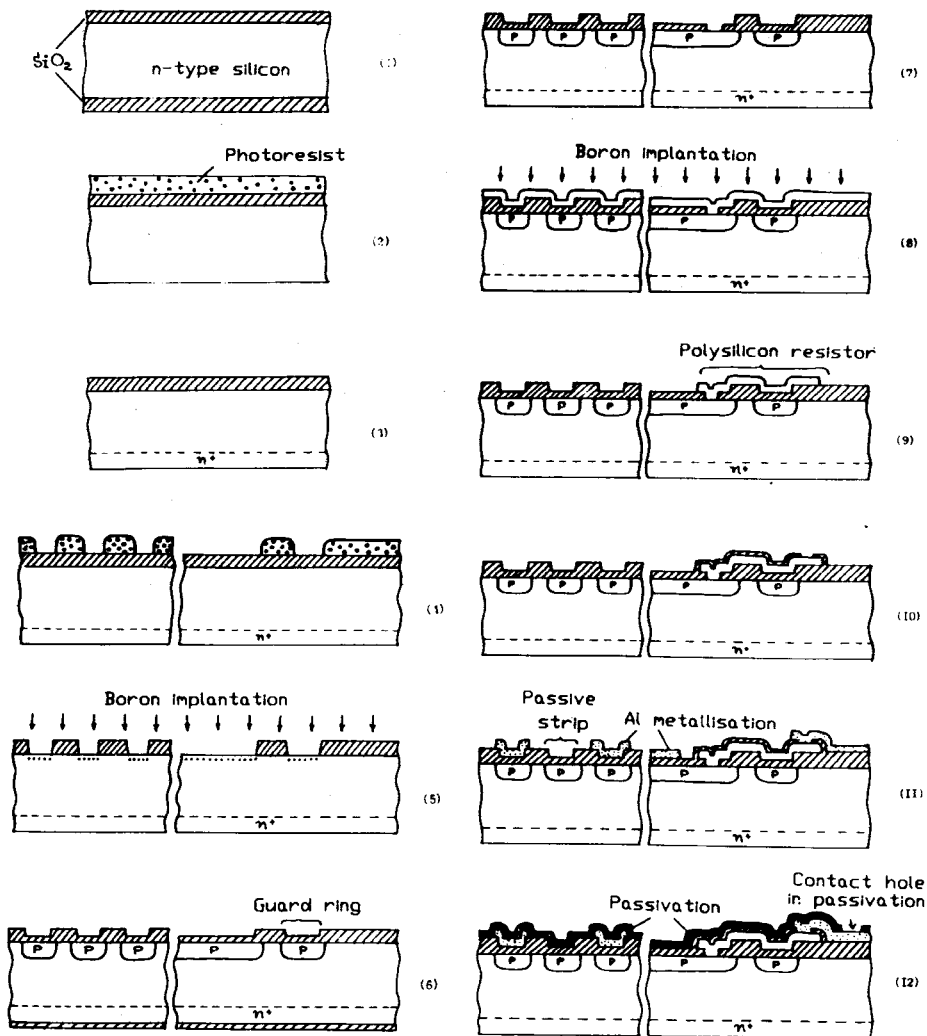 SiO₂
n-type silicon
(1)
Photoresist
(2)
n⁺
(3)
n⁺
(4)
Boron implantation
n⁺
(5)
Guard ring
P P P P P
n⁺
(6)
P P P P P
n⁺
(7)
Boron implantation
P P P P P
n⁺
(8)
Polysilicon resistor
P P P P P
n⁺
(9)
P P P P P
n⁺
(10)
Passive
strip
Al metallisation
P P P P P
n⁺
(11)
Contact hole
in passivation
Passivation
P P P P P
n⁺
(12)